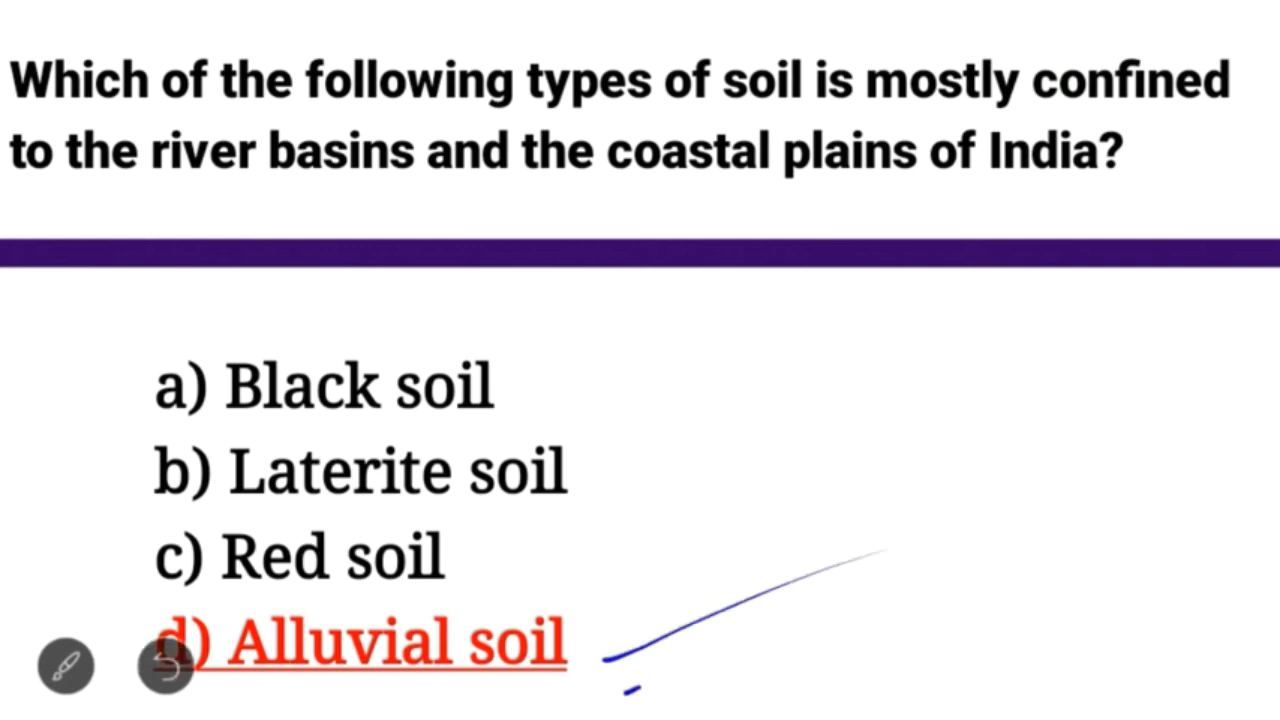 Which of the following types of soil is mostly confined
to the river basins and the coastal plains of India?
a) Black soil
b) Laterite soil
c) Red soil
d) Alluvial soil